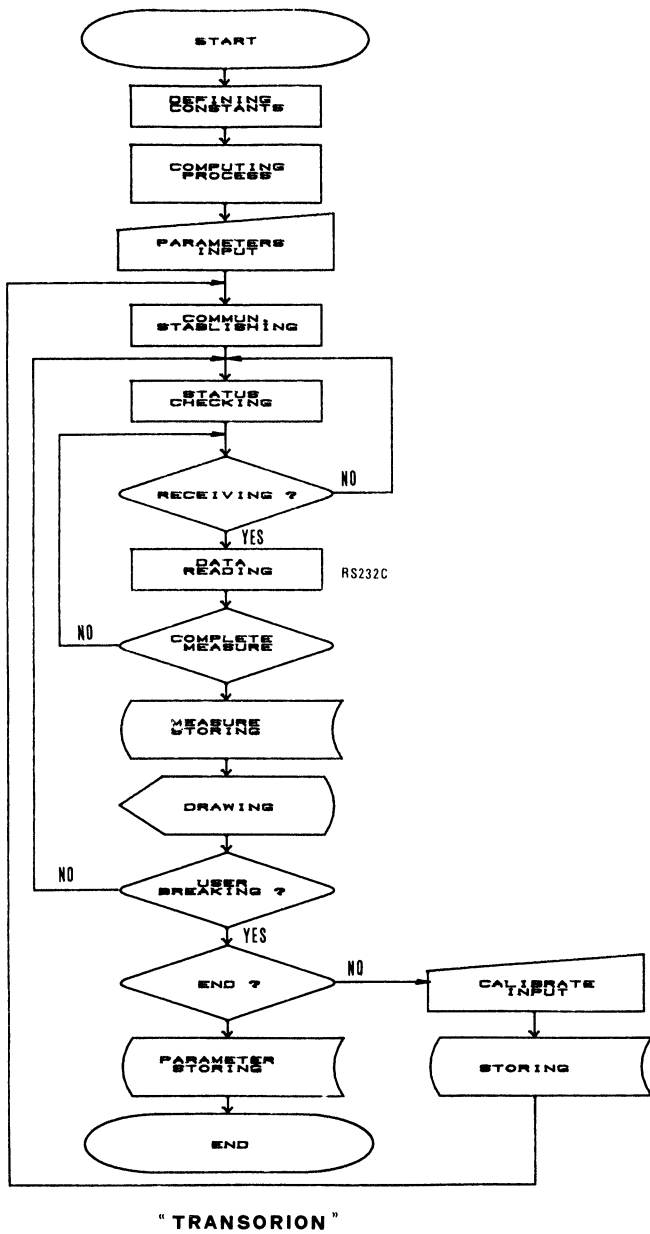 START
DEFINING
CONSTANTS
COMPUTING
PROCESS
PARAMETERS
INPUT
COMMUN.
STABLISHING
STATUS
CHECKING
RECEIVING ?
NO
YES
DATA
READING
RS232C
COMPLETE
MEASURE
NO
MEASURE
STORING
DRAWING
USER
BREAKING ?
NO
YES
END ?
NO
CALIBRATE
INPUT
PARAMETER
STORING
STORING
END
"TRANSORION"